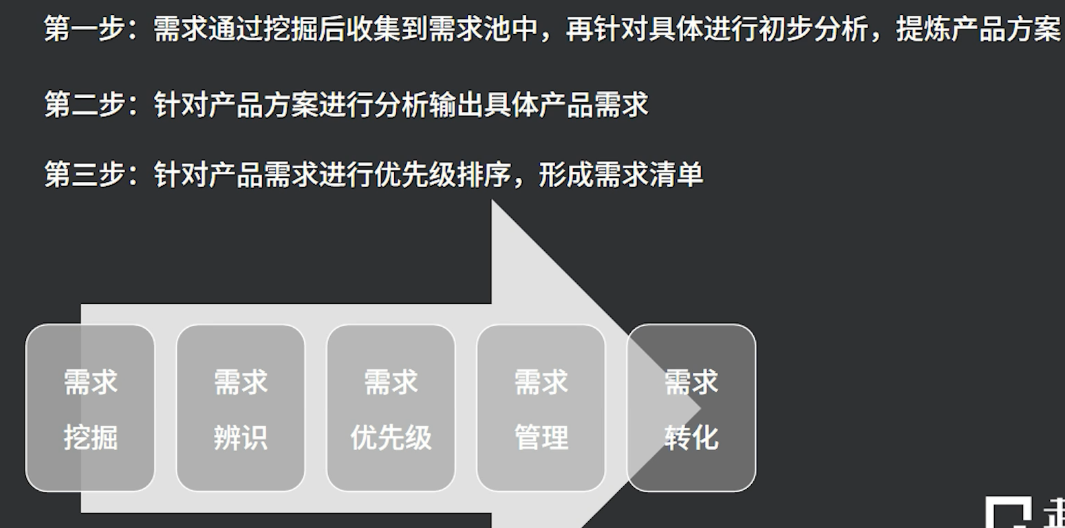 第一步：需求通过挖掘后收集到需求池中，再针对具体进行初步分析，提炼产品方案
第二步：针对产品方案进行分析输出具体产品需求
第三步：针对产品需求进行优先级排序，形成需求清单
需求
挖掘
需求
辨识
需求
优先级
需求
管理
需求
转化